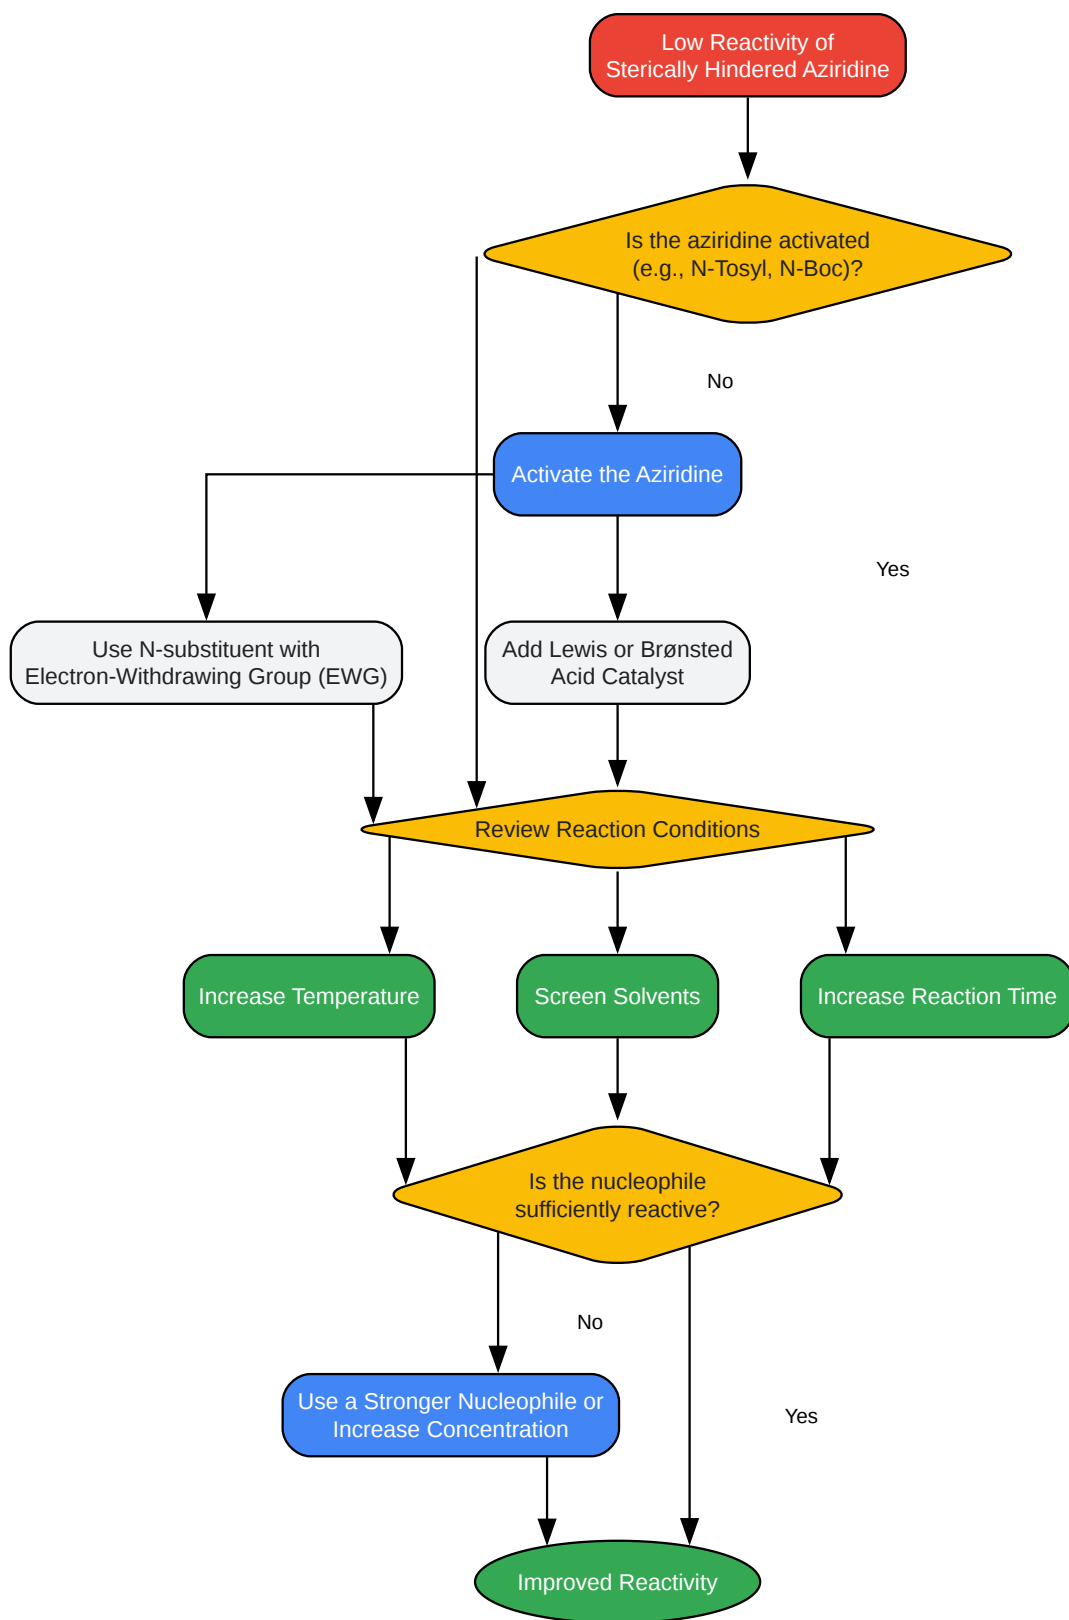 Low Reactivity of
Sterically Hindered Aziridine
Is the aziridine activated
(e.g., N-Tosyl, N-Boc)?
No
Activate the Aziridine
Yes
Use N-substituent with
Electron-Withdrawing Group (EWG)
Add Lewis or Brønsted
Acid Catalyst
Review Reaction Conditions
Increase Temperature
Screen Solvents
Increase Reaction Time
Is the nucleophile
sufficiently reactive?
No
Use a Stronger Nucleophile or
Increase Concentration
Yes
Improved Reactivity